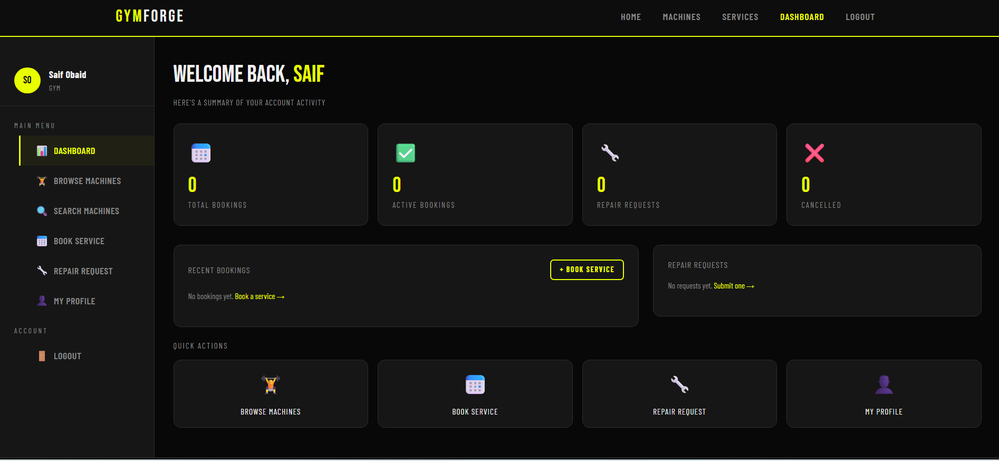 GYMFORGE
HOME MACHINES SERVICES DASHBOARD LOGOUT
SO
Saif Obaid
GYM
MAIN MENU
DASHBOARD
BROWSE MACHINES
SEARCH MACHINES
BOOK SERVICE
REPAIR REQUEST
MY PROFILE
ACCOUNT
LOGOUT
WELCOME BACK, SAIF
HERE'S A SUMMARY OF YOUR ACCOUNT ACTIVITY
0
TOTAL BOOKINGS
0
ACTIVE BOOKINGS
0
REPAIR REQUESTS
0
CANCELLED
RECENT BOOKINGS
+ BOOK SERVICE
No bookings yet. Book a service →
REPAIR REQUESTS
No requests yet. Submit one →
QUICK ACTIONS
BROWSE MACHINES
BOOK SERVICE
REPAIR REQUEST
MY PROFILE